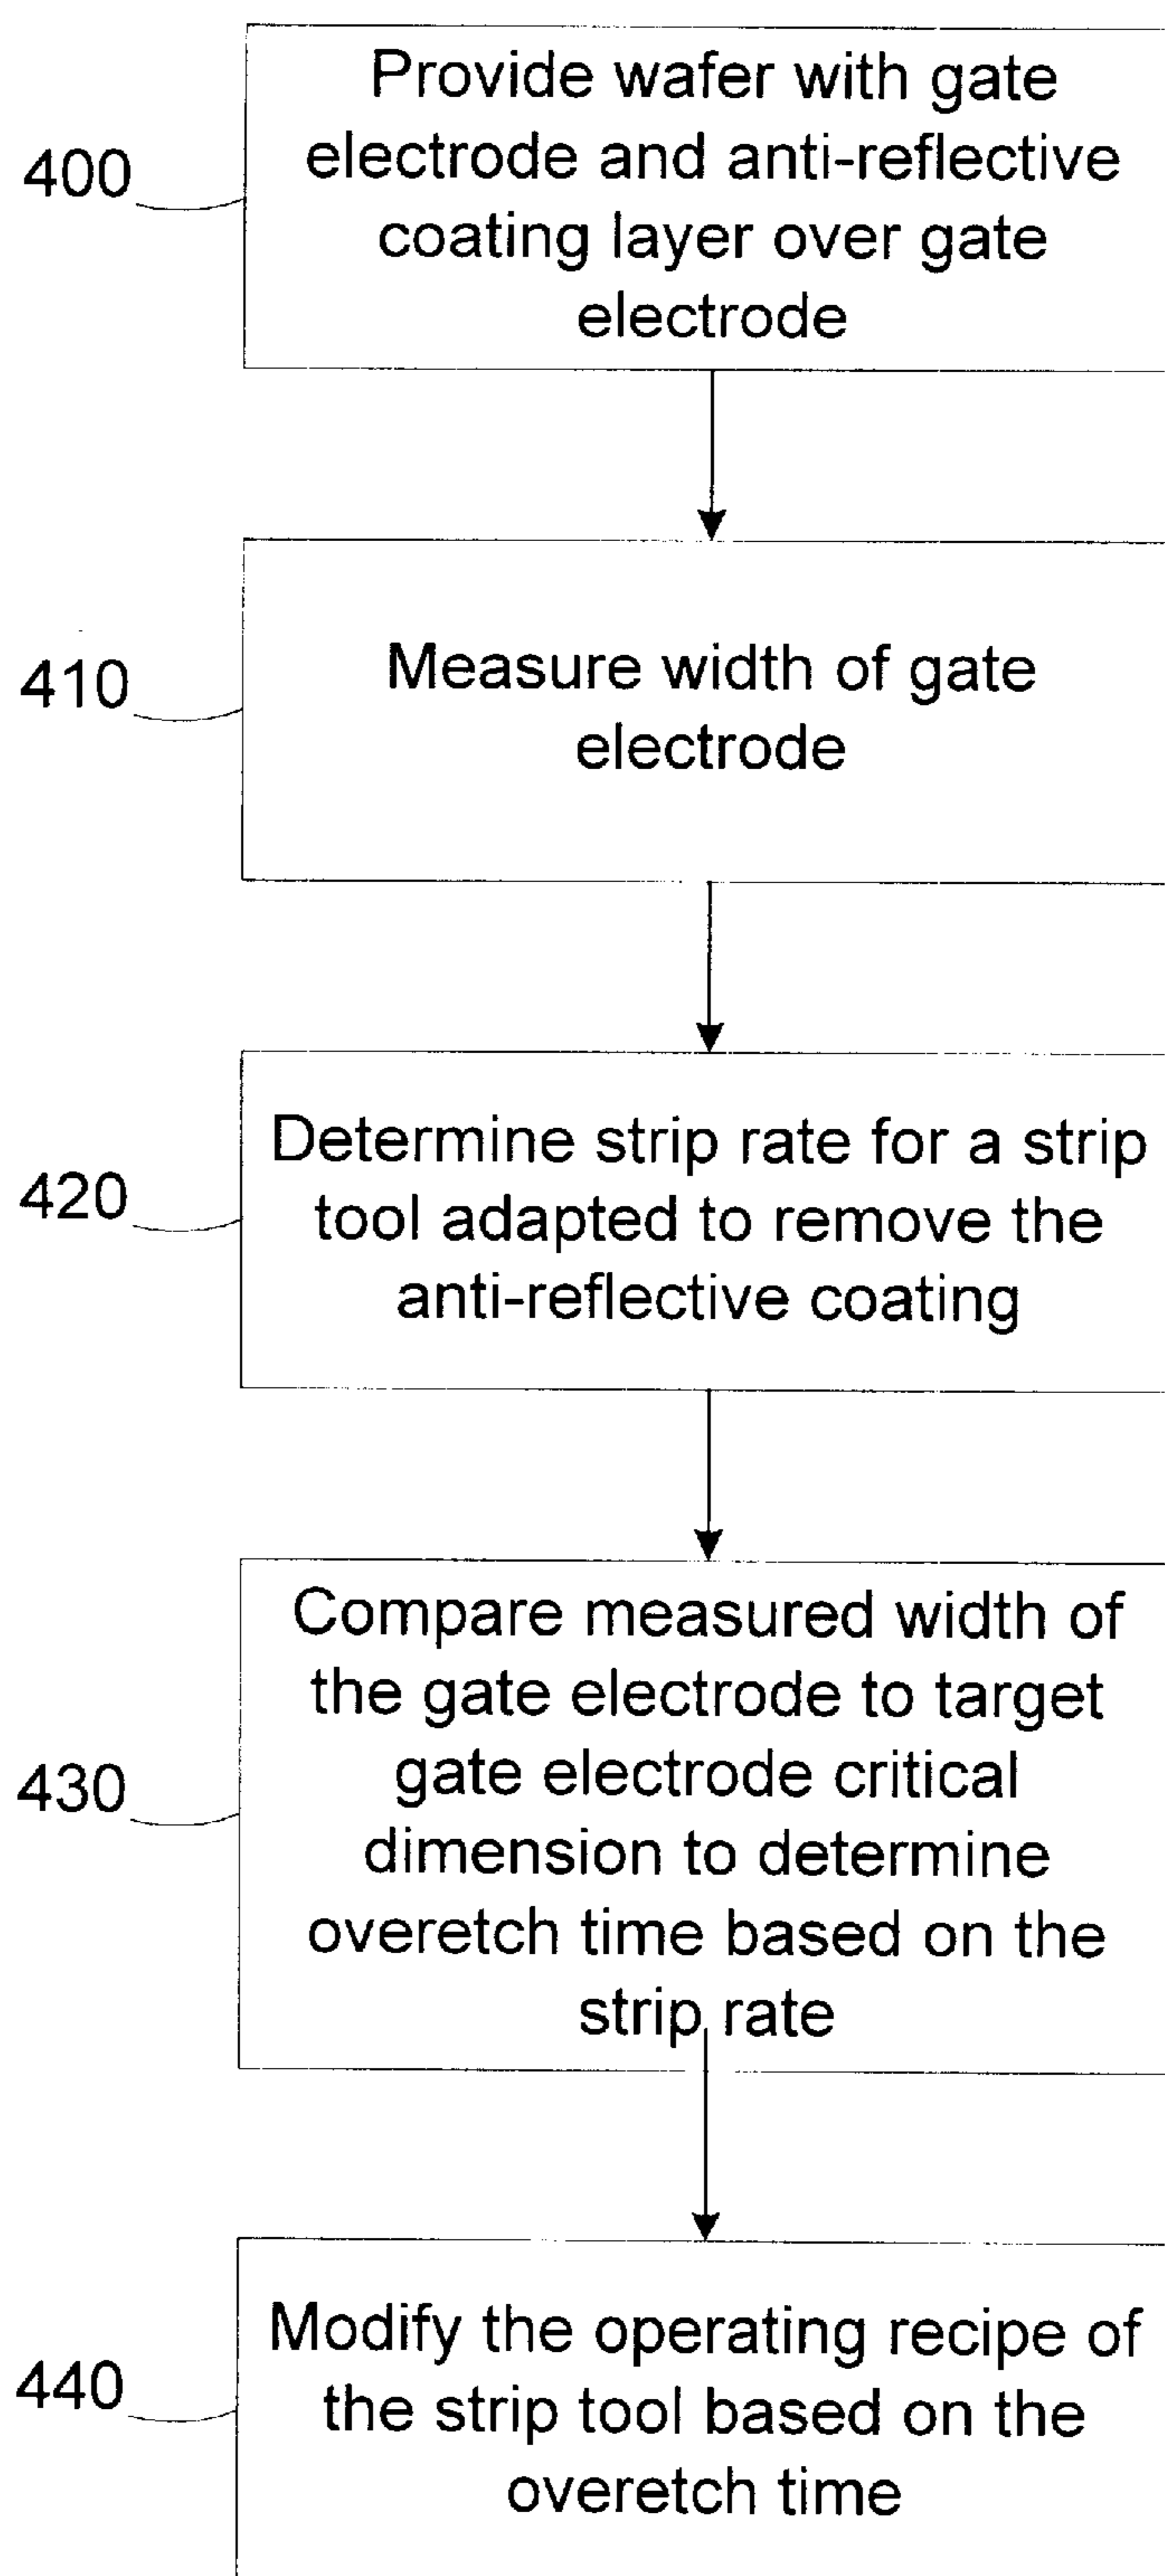 Provide wafer with gate
electrode and anti-reflective
400
coating layer over gate
electrode
Measure width of gate
410
electrode
Determine strip rate for a strip
420
tool adapted to remove the
anti-reflective coating
Compare measured width of
the gate electrode to target
gate electrode critical
430
dimension to determine
overetch time based on the
strip rate
Modify the operating recipe of
440
the strip tool based on the
overetch time